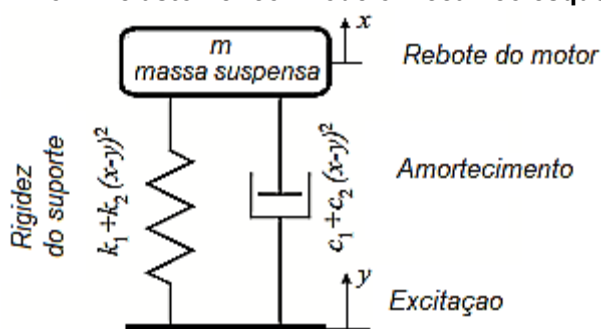 x
m
massa suspensa
Rebote do motor
Rigidez
do suporte
k₁+k₂(x-y)²
c₁+c₂(x-y)²
Amortecimento
y
Excitaçao